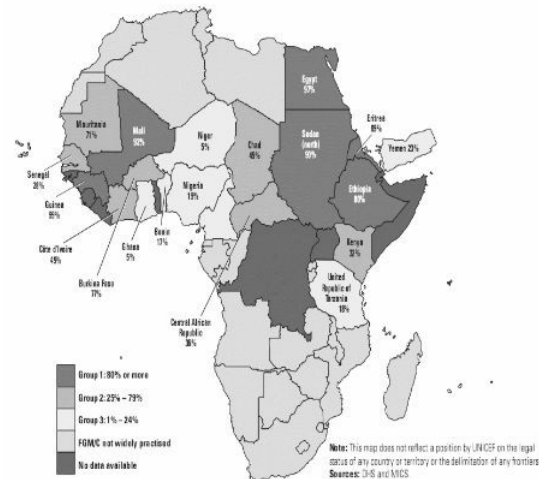 Egypt
97%
Mauritania
71%
Mali
92%
Niger
5%
Chad
45%
Sudan
(north)
90%
Eritrea
89%
Yemen 23%
Senegal
28%
Guinea
99%
Nigeria
19%
Ethiopia
80%
Côte d'Ivoire
45%
Ghana
5%
Benin
17%
Kenya
32%
Burkina Faso
77%
United
Republic of
Tanzania
18%
Central African
Republic
36%
Group 1: 80% or more
Group 2: 25% – 79%
Group 3: 1% – 24%
FGM/C not widely practised
No data available
Note: This map does not reflect a position by UNICEF on the legal
status of any country or territory or the delimitation of any frontiers
Sources: DHS and MICS